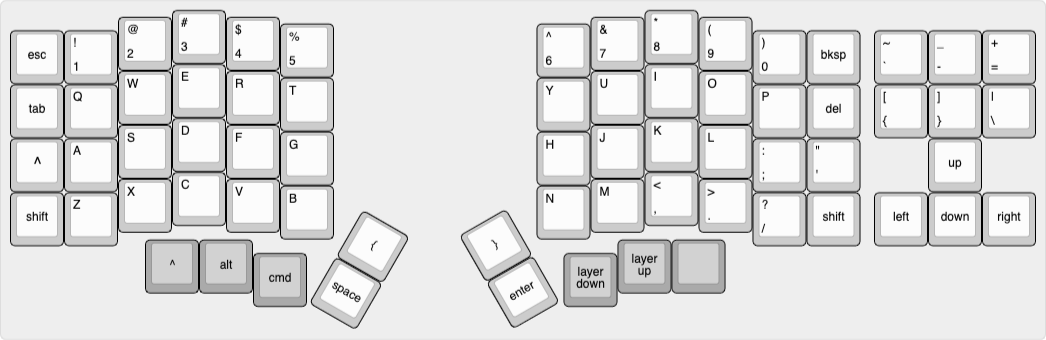 esc ! 1 @ 2 # 3 $ 4 % 5 ^ 6 & 7 * 8 ( 9 ) 0 bksp ~ ` _ - + =
tab Q W E R T Y U I O P del [ { ] } | \
^ A S D F G H J K L : ; " ' up
shift Z X C V B N M < , > . ? / shift left down right
^ alt cmd { space } enter layer down layer up